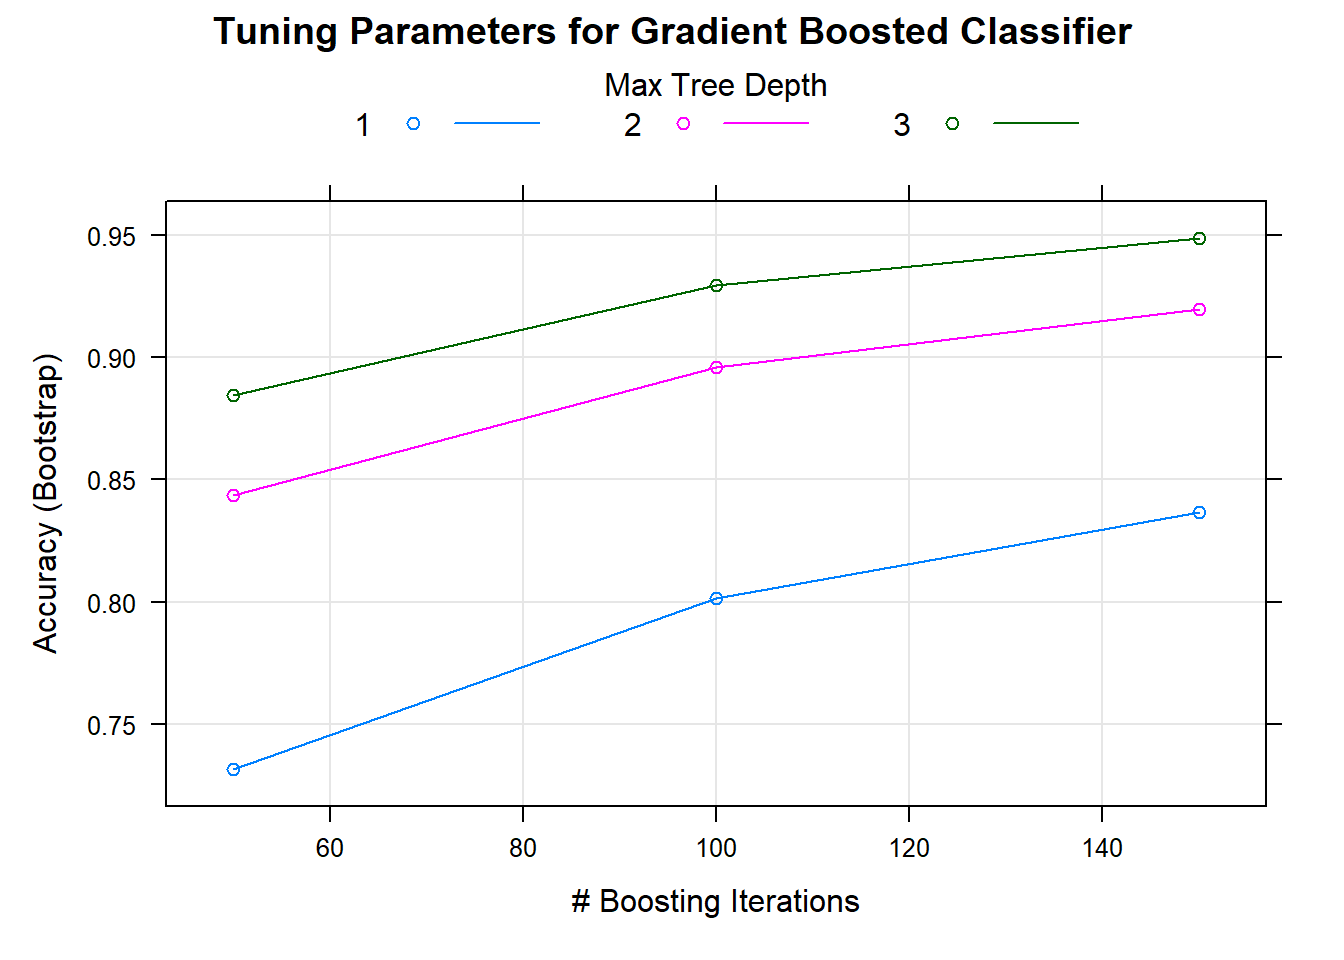 Tuning Parameters for Gradient Boosted Classifier
Max Tree Depth
1 2 3
0.95
0.90
0.85
0.80
0.75
Accuracy (Bootstrap)
60 80 100 120 140
# Boosting Iterations